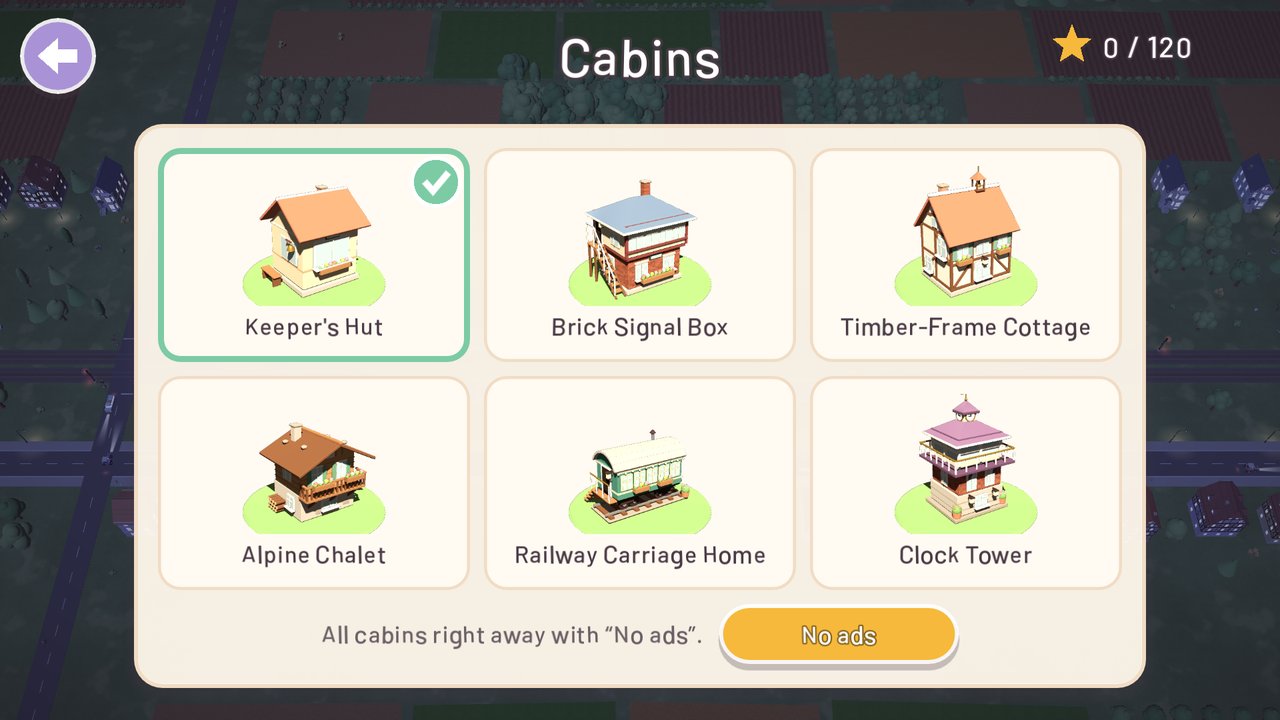 Cabins
0 / 120
Keeper's Hut
Brick Signal Box
Timber-Frame Cottage
Alpine Chalet
Railway Carriage Home
Clock Tower
All cabins right away with “No ads”.
No ads